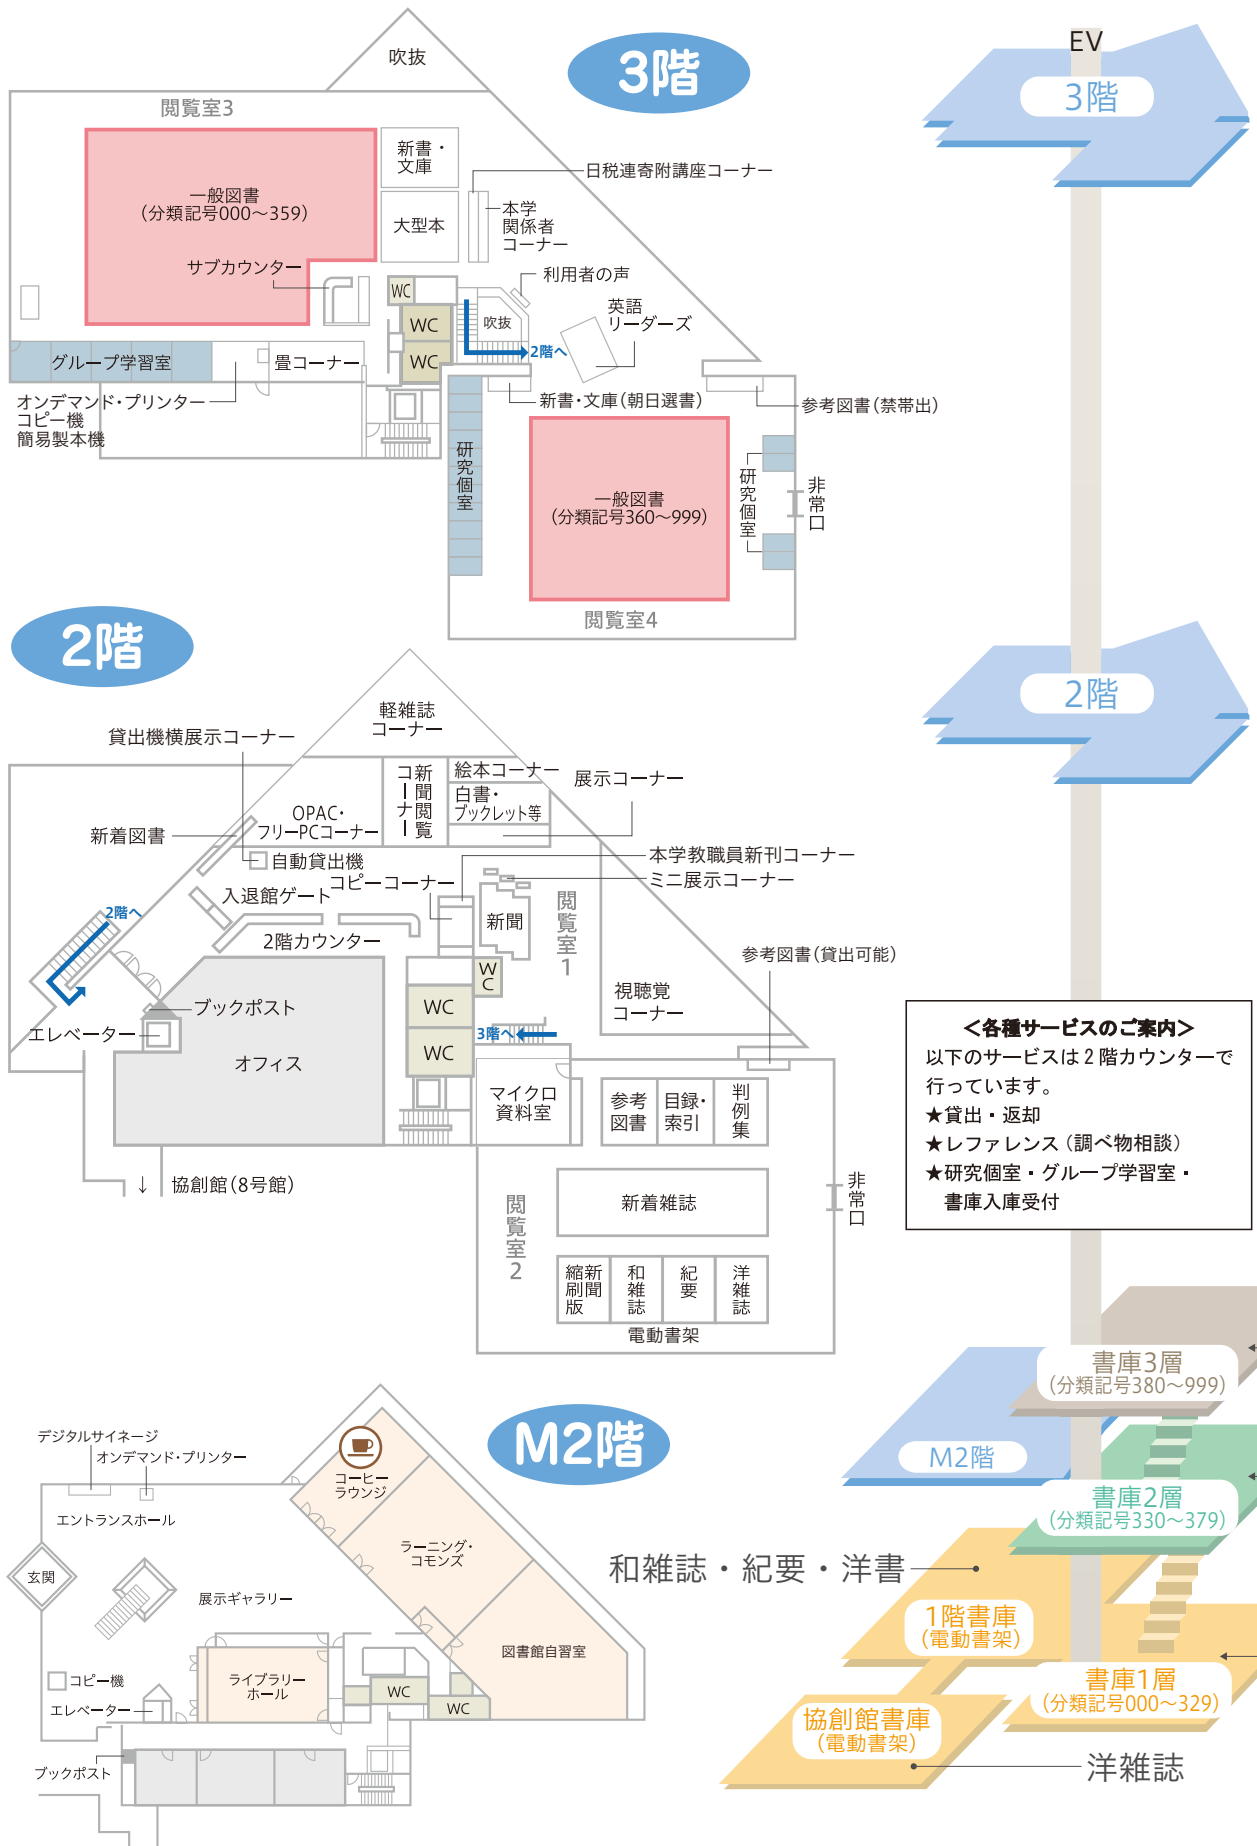 3階
吹抜
閲覧室3
一般図書
(分類記号000〜359)
新書・
文庫
大型本
日税連寄附講座コーナー
本学
関係者
コーナー
サブカウンター
WC
WC
WC
利用者の声
吹抜
英語
リーダーズ
2階へ
グループ学習室
畳コーナー
オンデマンド・プリンター
コピー機
簡易製本機
新書・文庫(朝日選書)
参考図書(禁帯出)
研究個室
一般図書
(分類記号360〜999)
研究個室
非常口
閲覧室4
EV
3階
2階
2階
軽雑誌
コーナー
貸出機横展示コーナー
新聞閲覧
コーナー
絵本コーナー
白書・
ブックレット等
展示コーナー
OPAC・
フリーPCコーナー
新着図書
自動貸出機
コピーコーナー
本学教職員新刊コーナー
ミニ展示コーナー
入退館ゲート
2階へ
2階カウンター
新聞
閲覧室1
参考図書(貸出可能)
WC
視聴覚
コーナー
ブックポスト
エレベーター
オフィス
WC
WC
3階へ
マイクロ
資料室
参考
図書
目録・
索引
判例集
協創館(8号館)
↓
閲覧室2
新着雑誌
非常口
新聞
縮刷版
和雑誌
紀要
洋雑誌
電動書架
<各種サービスのご案内>
以下のサービスは2階カウンターで
行っています。
★貸出・返却
★レファレンス(調べ物相談)
★研究個室・グループ学習室・
書庫入庫受付
M2階
デジタルサイネージ
オンデマンド・プリンター
コーヒー
ラウンジ
エントランスホール
ラーニング・
コモンズ
玄関
展示ギャラリー
図書館自習室
コピー機
ライブラリー
ホール
エレベーター
WC
WC
ブックポスト
書庫3層
(分類記号380〜999)
M2階
書庫2層
(分類記号330〜379)
和雑誌・紀要・洋書
1階書庫
(電動書架)
書庫1層
(分類記号000〜329)
協創館書庫
(電動書架)
洋雑誌